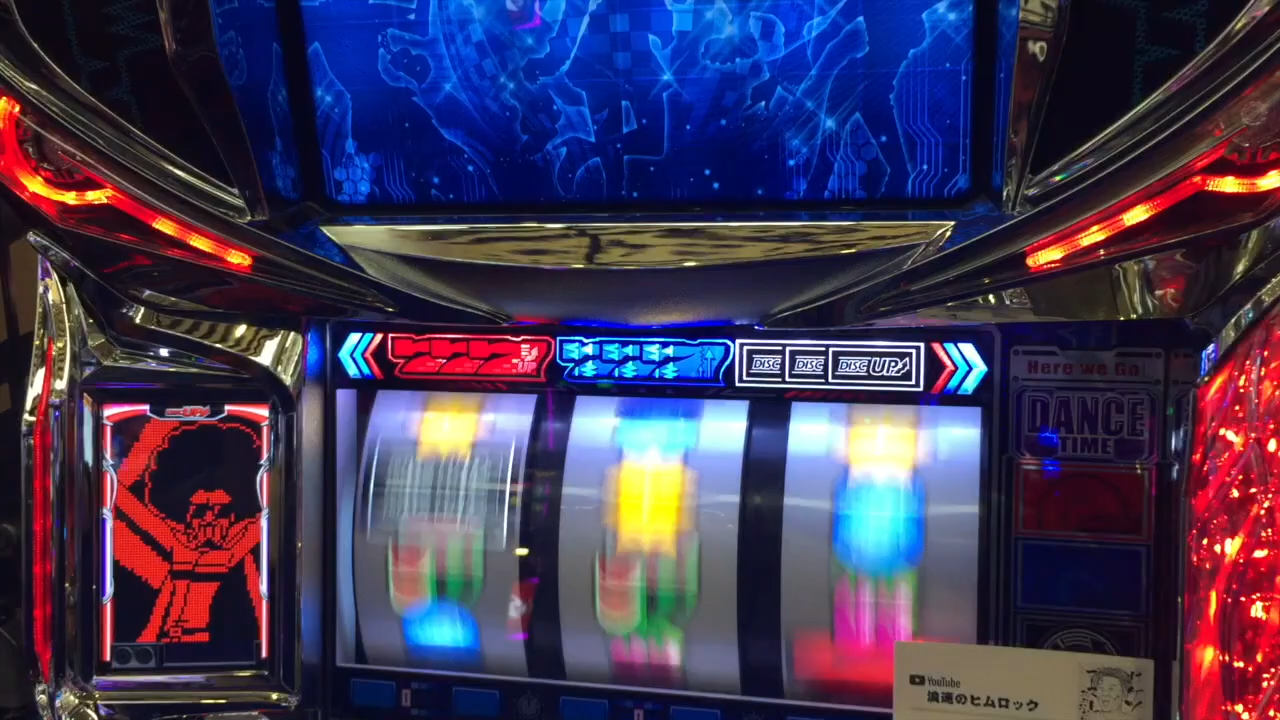 777 UP
DISC DISC DISC UP
Here we Go!
DANCE
TIME
YouTube
浪速のヒムロック